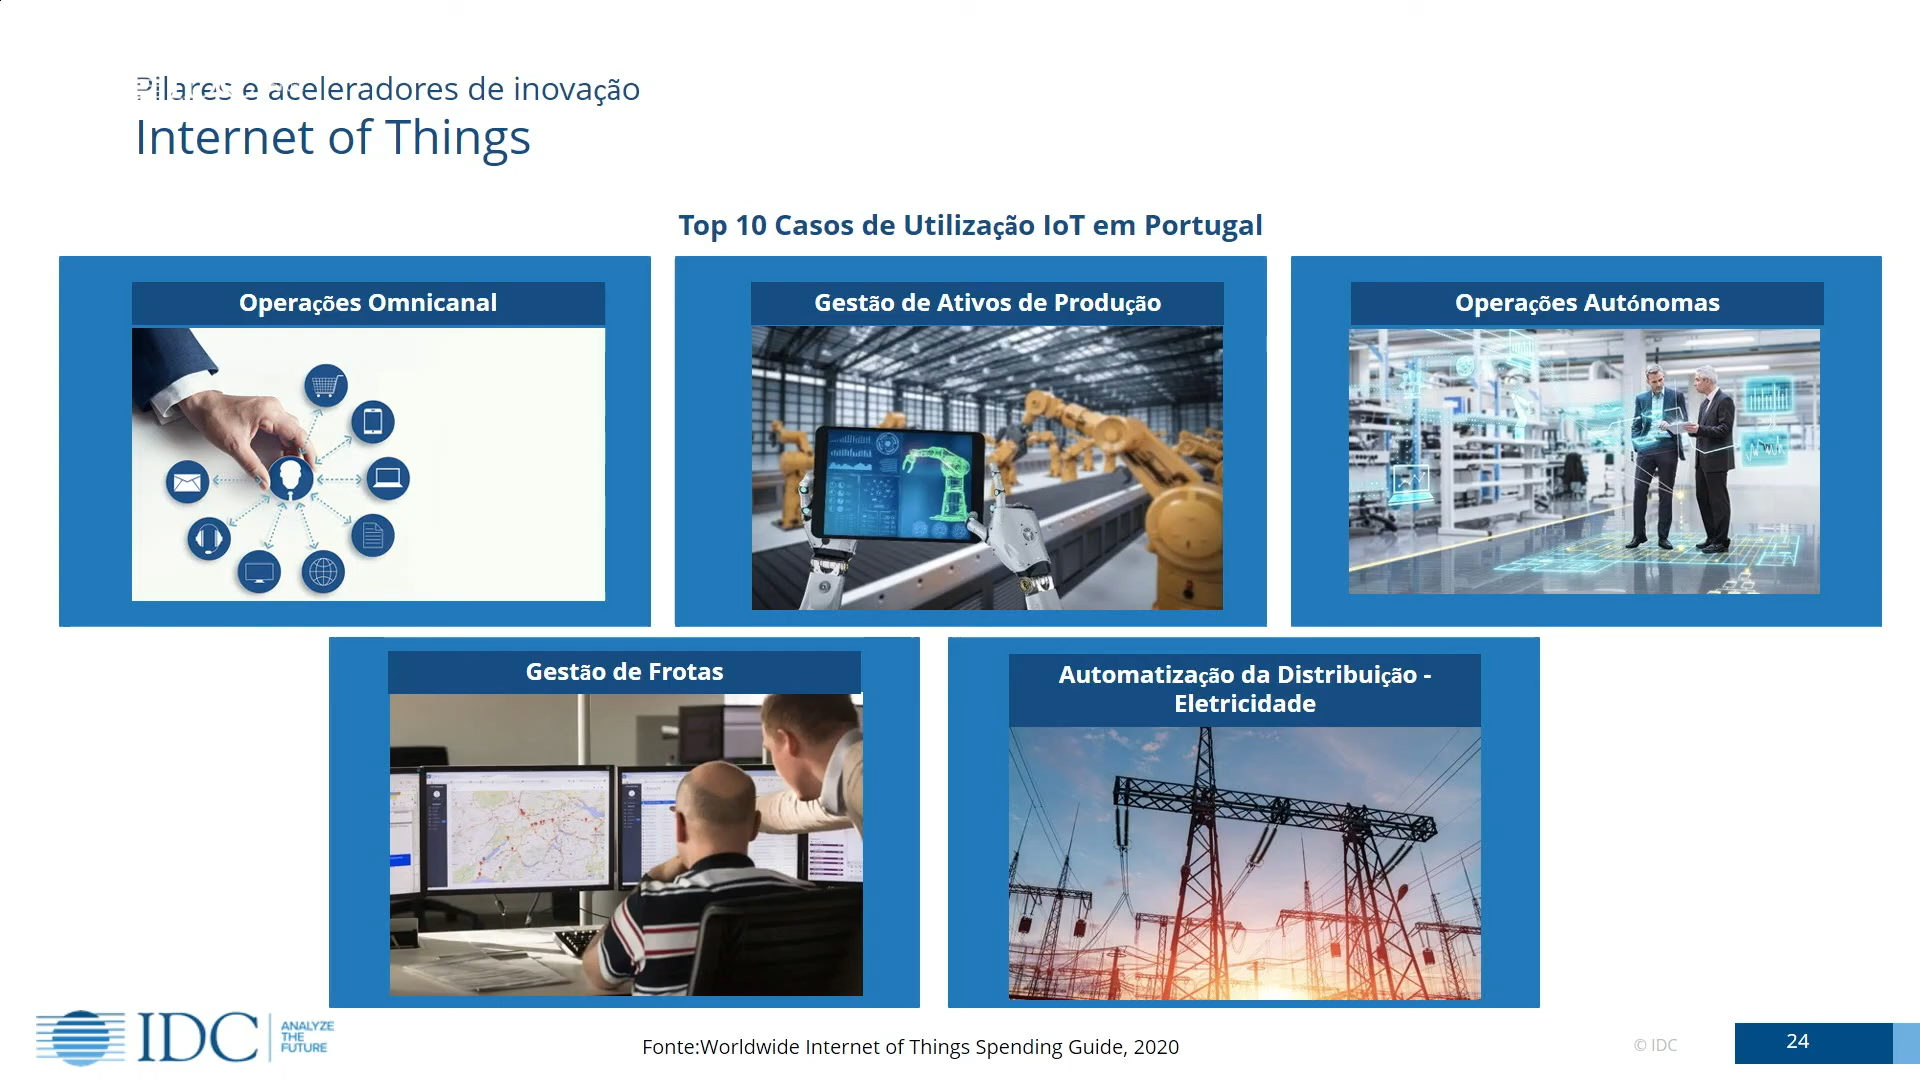 Pilares e aceleradores de inovação
Internet of Things
Top 10 Casos de Utilização IoT em Portugal
Operações Omnicanal
Gestão de Ativos de Produção
Operações Autónomas
Gestão de Frotas
Automatização da Distribuição -
Eletricidade
IDC
ANALYZE
THE
FUTURE
Fonte:Worldwide Internet of Things Spending Guide, 2020
© IDC
24